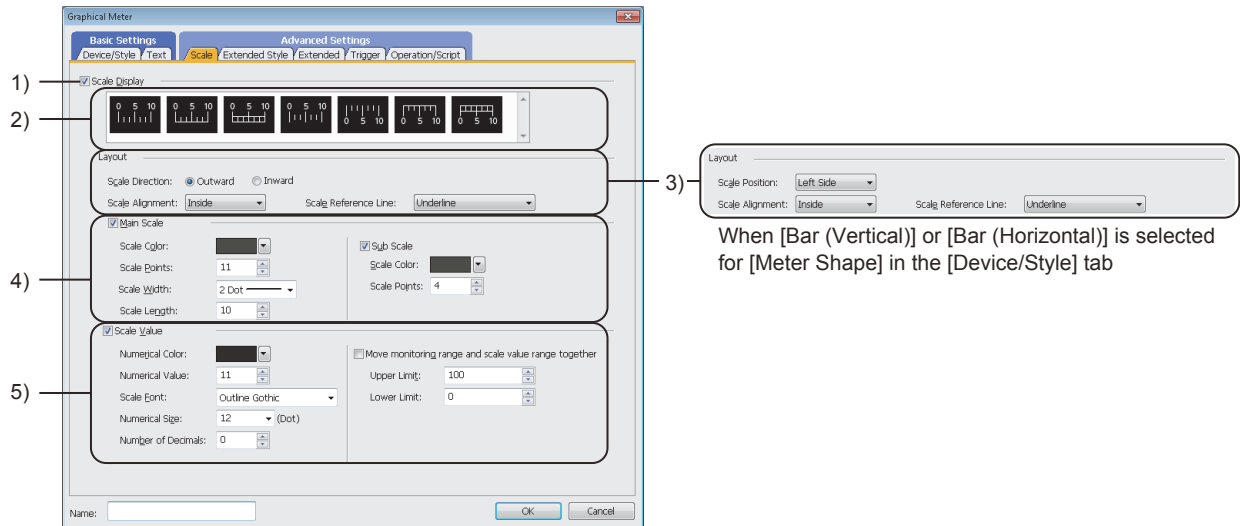 Graphical Meter
Basic Settings Advanced Settings
Device/Style Text Scale Extended Style Extended Trigger Operation/Script
1)
Scale Display
2)
0 5 10 0 5 10 0 5 10 0 5 10 0 5 10 0 5 10 0 5 10
Layout
Scale Direction: Outward Inward
Scale Alignment: Inside Scale Reference Line: Underline
3)
Layout
Scale Position: Left Side
Scale Alignment: Inside Scale Reference Line: Underline
When [Bar (Vertical)] or [Bar (Horizontal)] is selected
for [Meter Shape] in the [Device/Style] tab
4)
Main Scale
Scale Color:
Scale Points: 11
Scale Width: 2 Dot
Scale Length: 10
Sub Scale
Scale Color:
Scale Points: 4
5)
Scale Value
Numerical Color:
Numerical Value: 11
Scale Font: Outline Gothic
Numerical Size: 12 (Dot)
Number of Decimals: 0
Move monitoring range and scale value range together
Upper Limit: 100
Lower Limit: 0
Name:
OK Cancel